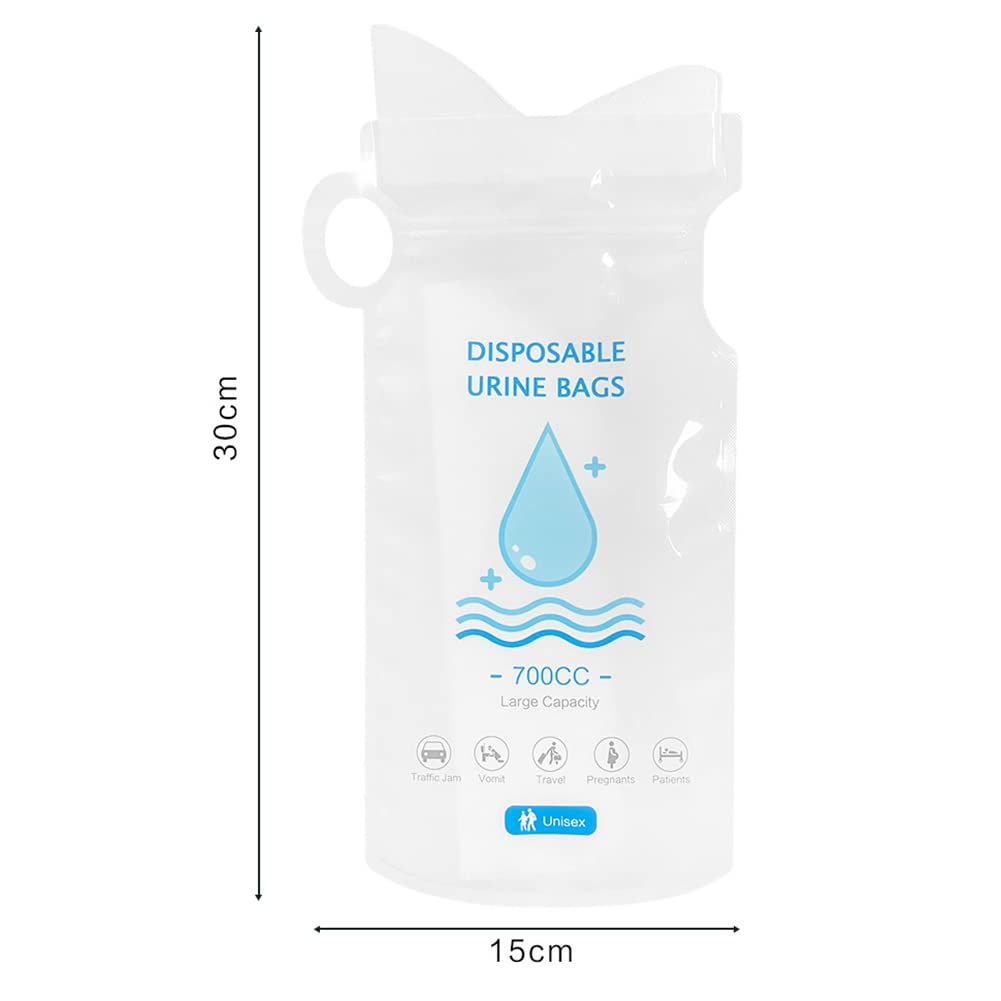 30cm
DISPOSABLE
URINE BAGS
- 700CC -
Large Capacity
Traffic Jam
Vomit
Travel
Pregnants
Patients
Unisex
15cm